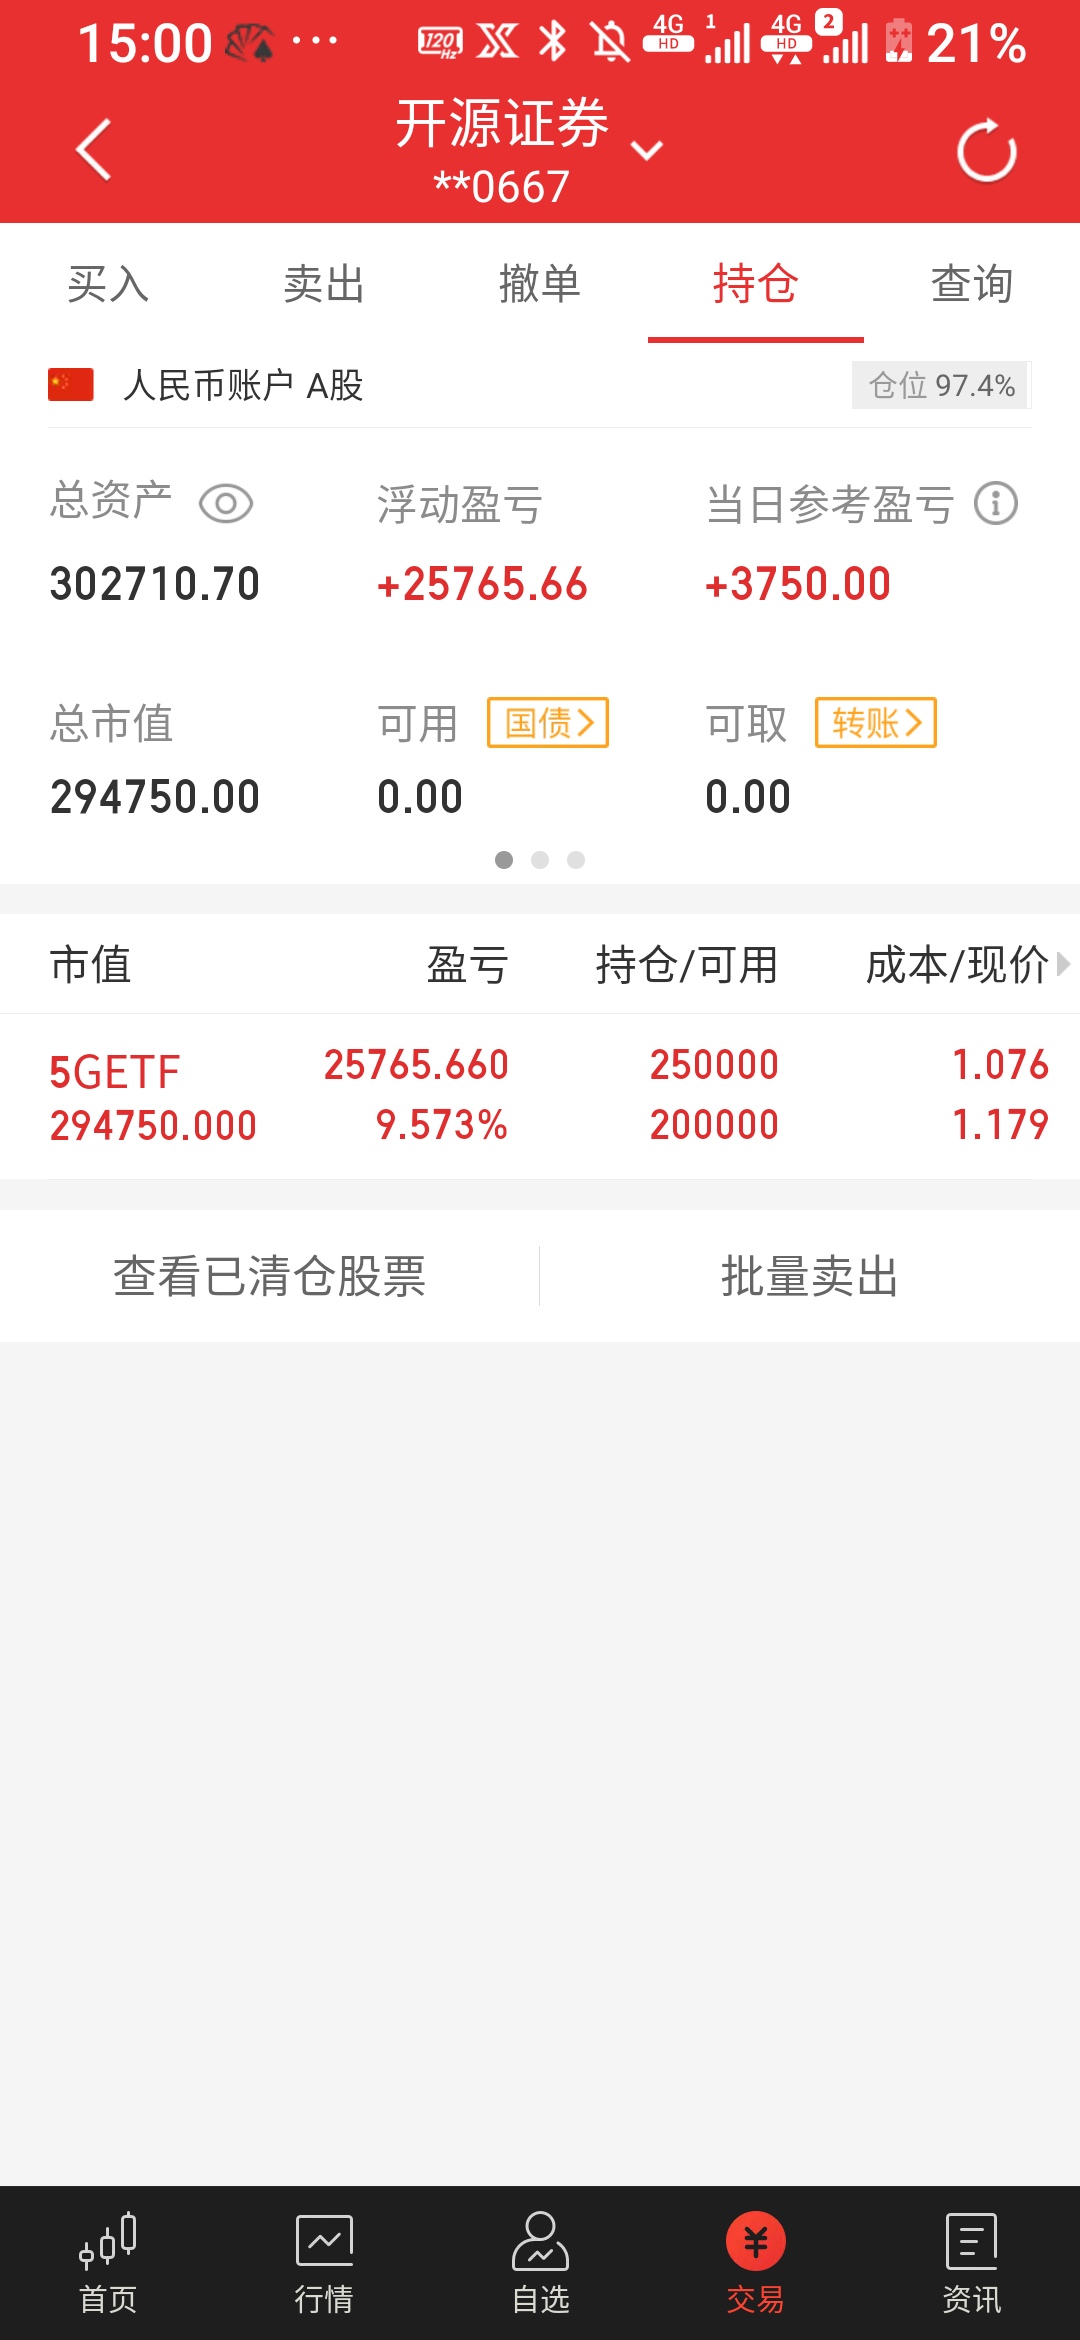 15:00 ... 120Hz 4G HD 1 4G HD 2 21%
开源证券
**0667
买入 卖出 撤单 持仓 查询
人民币账户 A股 仓位 97.4%
总资产 浮动盈亏 当日参考盈亏
302710.70 +25765.66 +3750.00
总市值 可用 国债 可取 转账
294750.00 0.00 0.00
市值 盈亏 持仓/可用 成本/现价
5GETF 25765.660 250000 1.076
294750.000 9.573% 200000 1.179
查看已清仓股票 批量卖出
首页 行情 自选 交易 资讯